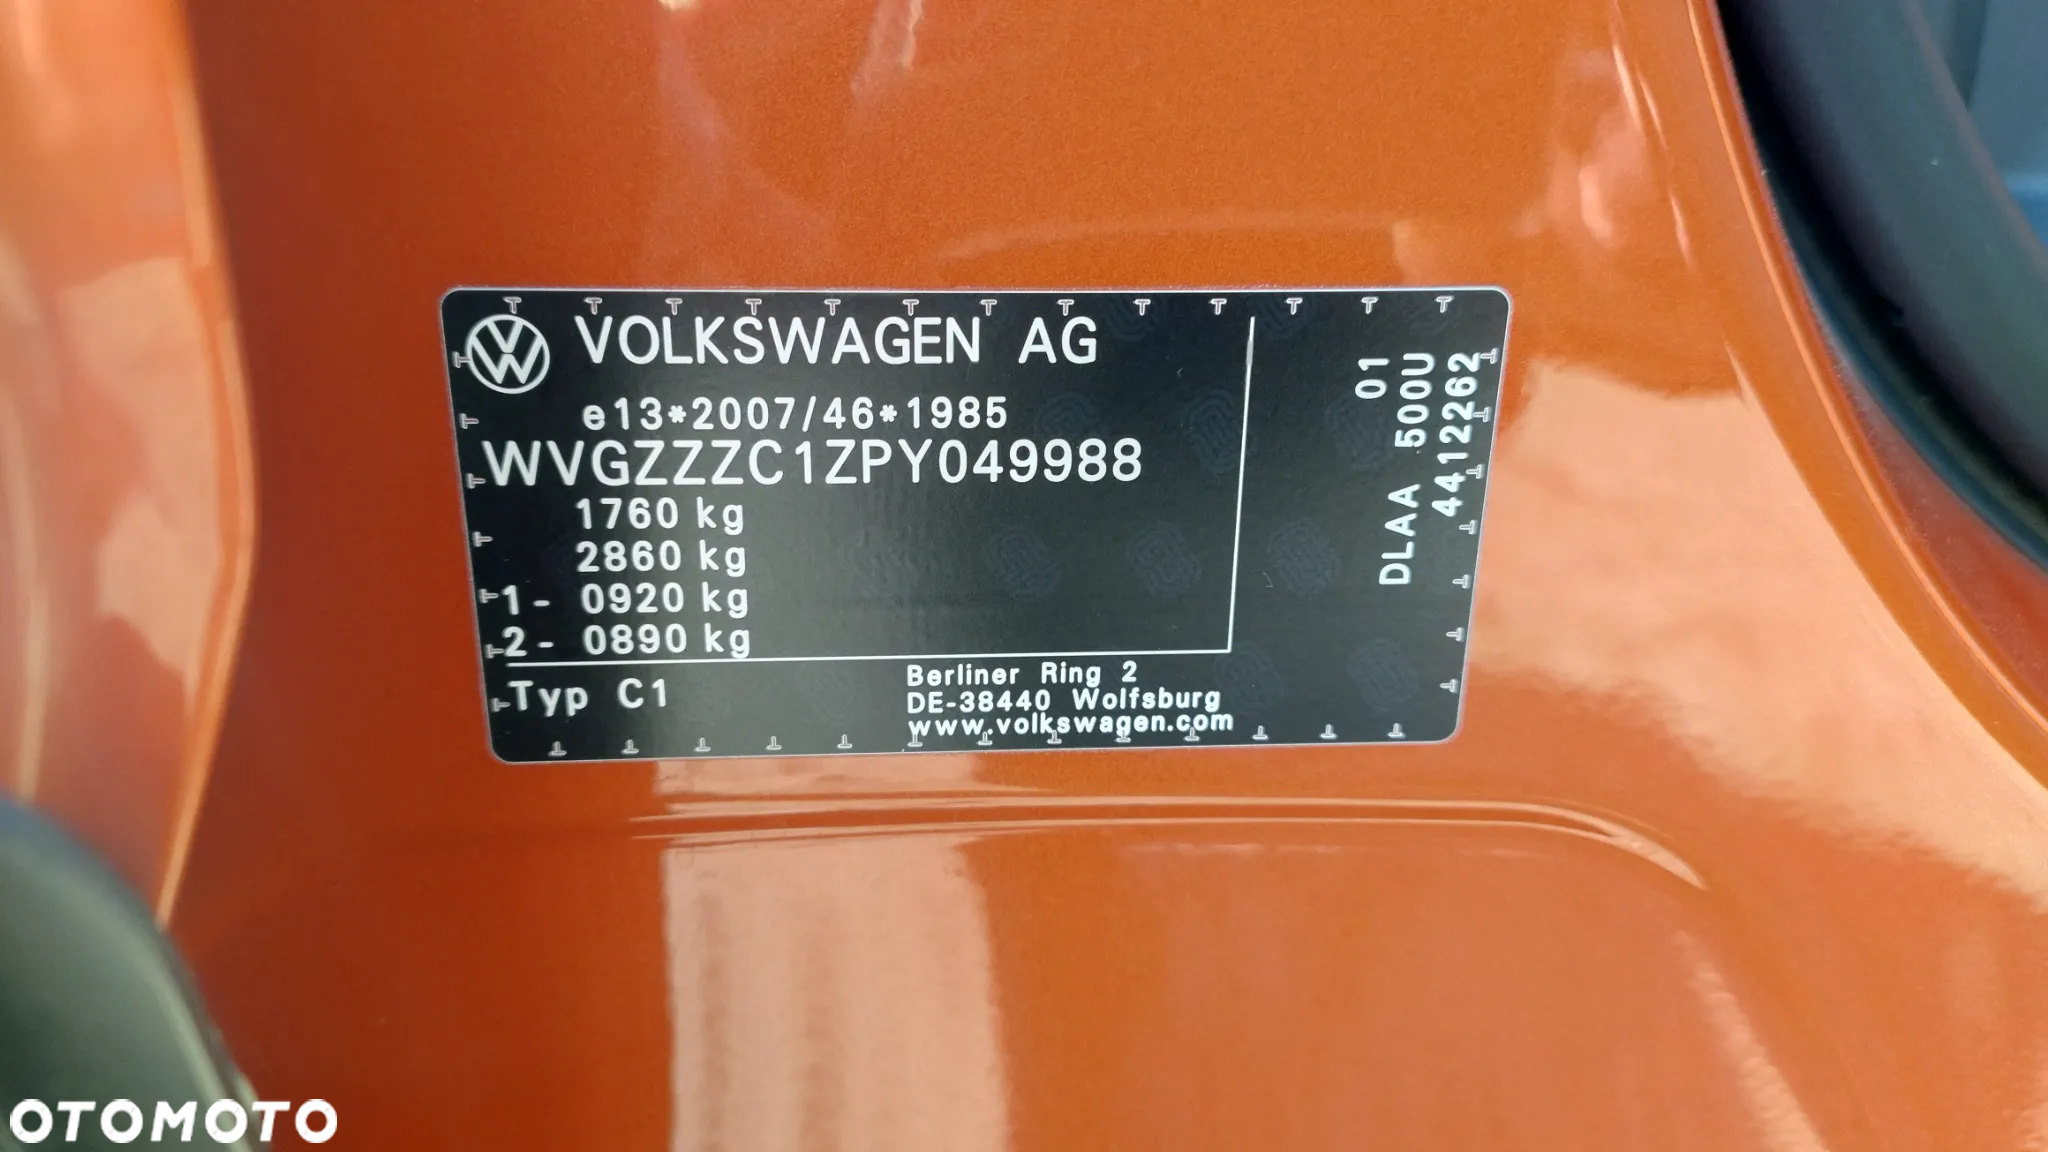 VOLKSWAGEN AG
e13*2007/46*1985
WVGZZZC1ZPY049988
1760 kg
2860 kg
1- 0920 kg
2- 0890 kg
Typ C1
Berliner Ring 2
DE-38440 Wolfsburg
www.volkswagen.com
01
DLAA 500U
4412262
OTOMOTO